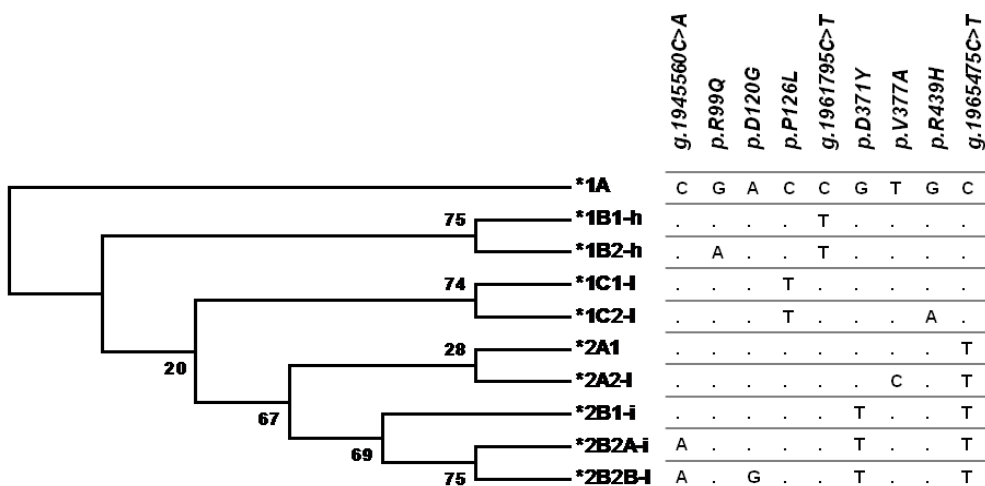 g.1945560C>A p.R99Q p.D120G p.P126L g.1961795C>T p.D371Y p.V377A p.R439H g.1965475C>T
*1A C G A C C G T G C
75 *1B1-h . . . . T . . . .
*1B2-h . A . . T . . . .
74 *1C1-l . . . T . . . . .
*1C2-l . . . T . . . A .
28 *2A1 . . . . . . . . T
20
*2A2-l . . . . . . C . T
67 *2B1-i . . . . . T . . T
69 *2B2A-i A . . . . T . . T
75 *2B2B-l A . G . . T . . T